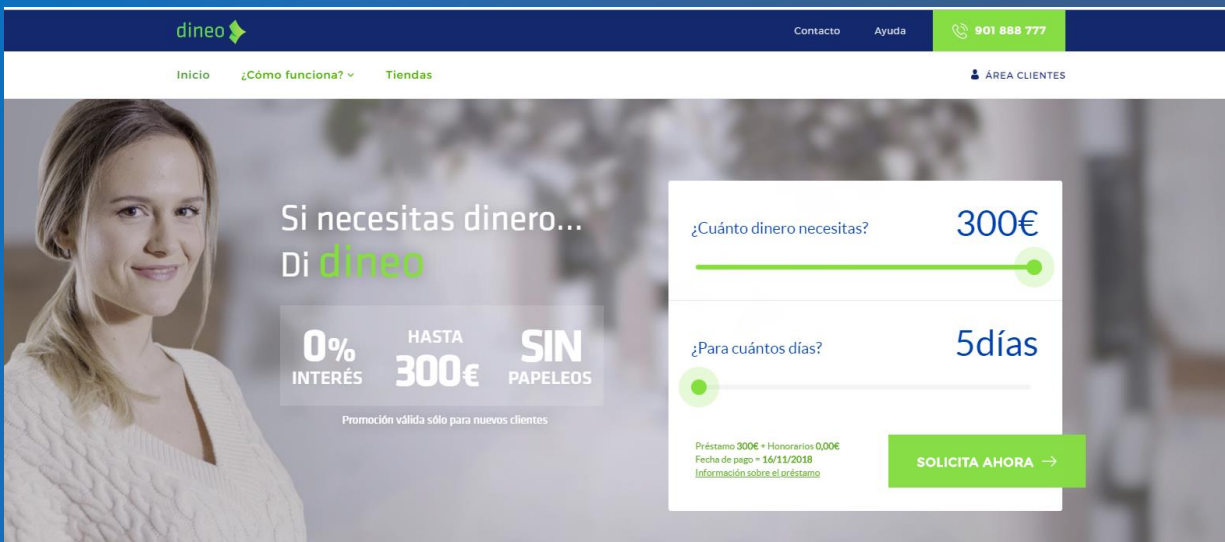 dineo
Contacto Ayuda 901 888 777
Inicio ¿Cómo funciona? Tiendas ÁREA CLIENTES
Si necesitas dinero...
Di dineo
0% INTERÉS
HASTA 300€
SIN PAPELEOS
Promoción válida sólo para nuevos clientes
¿Cuánto dinero necesitas? 300€
¿Para cuántos días? 5días
Préstamo 300€ + Honorarios 0,00€
Fecha de pago = 16/11/2018
Información sobre el préstamo
SOLICITA AHORA →